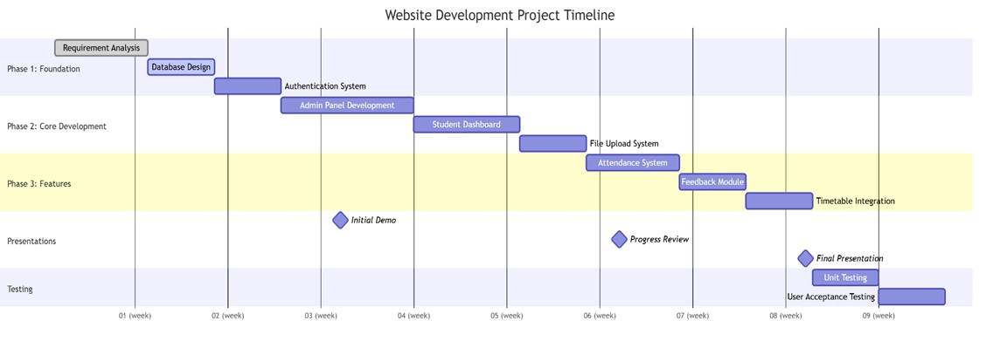 Website Development Project Timeline
Requirement Analysis
Phase 1: Foundation
Database Design
Authentication System
Admin Panel Development
Phase 2: Core Development
Student Dashboard
File Upload System
Attendance System
Phase 3: Features
Feedback Module
Timetable Integration
Initial Demo
Presentations
Progress Review
Final Presentation
Unit Testing
Testing
User Acceptance Testing
01 (week) 02 (week) 03 (week) 04 (week) 05 (week) 06 (week) 07 (week) 08 (week) 09 (week)